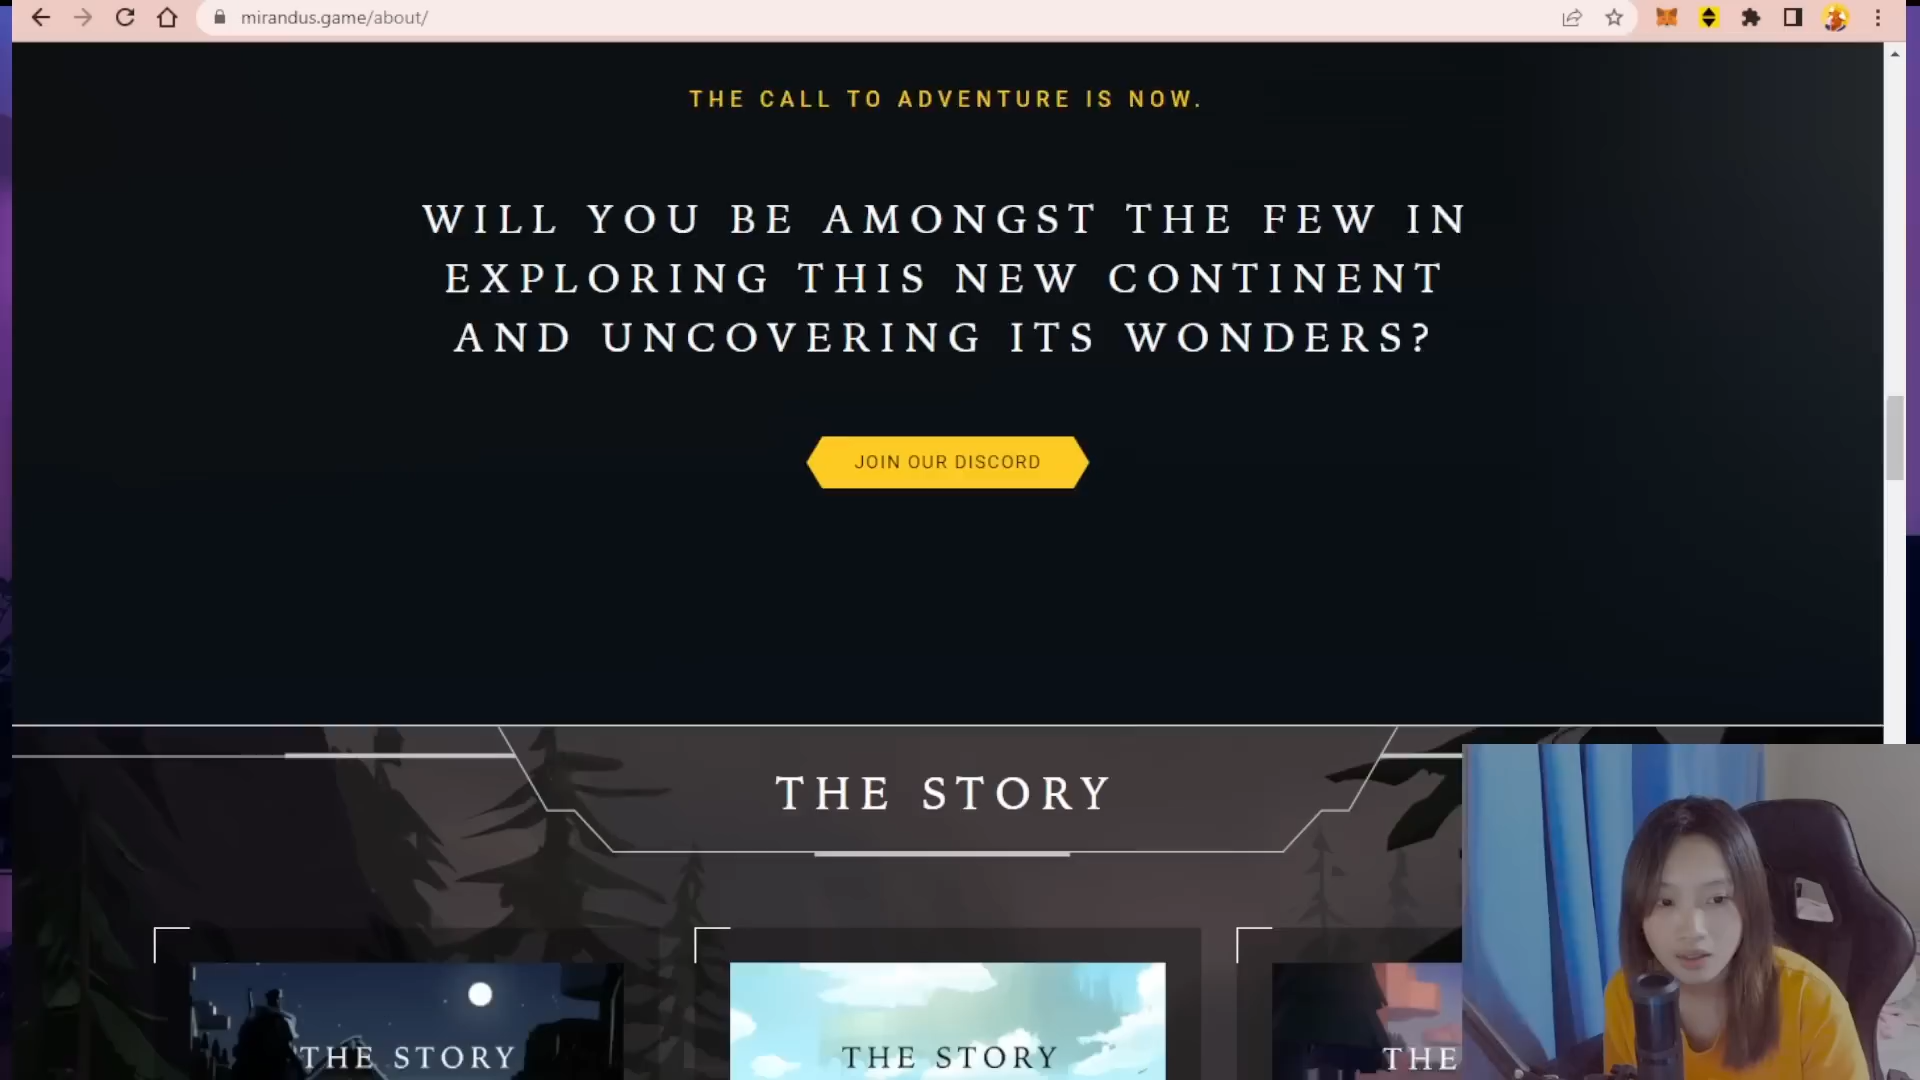 mirandus.game/about/
THE CALL TO ADVENTURE IS NOW.
WILL YOU BE AMONGST THE FEW IN
EXPLORING THIS NEW CONTINENT
AND UNCOVERING ITS WONDERS?
JOIN OUR DISCORD
THE STORY
THE STORY
THE STORY
THE